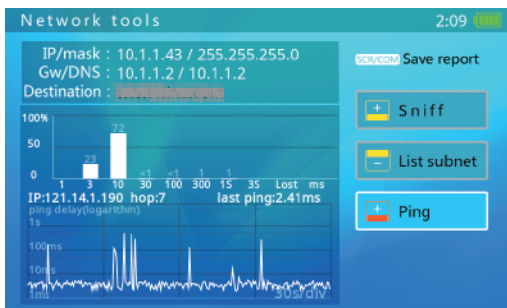 Network tools 2:09
IP/mask : 10.1.1.43 / 255.255.255.0
Gw/DNS : 10.1.1.2 / 10.1.1.2
Destination :
SCR/COM Save report
100%
50
0
23
72
<1
<1
1
1
1 3 10 30 100 300 1S 3S Lost ms
IP:121.14.1.190 hop:7 last ping:2.41ms
ping delay(logarithm)
1s
100ms
10ms
1ms
30s/div
Sniff
List subnet
Ping